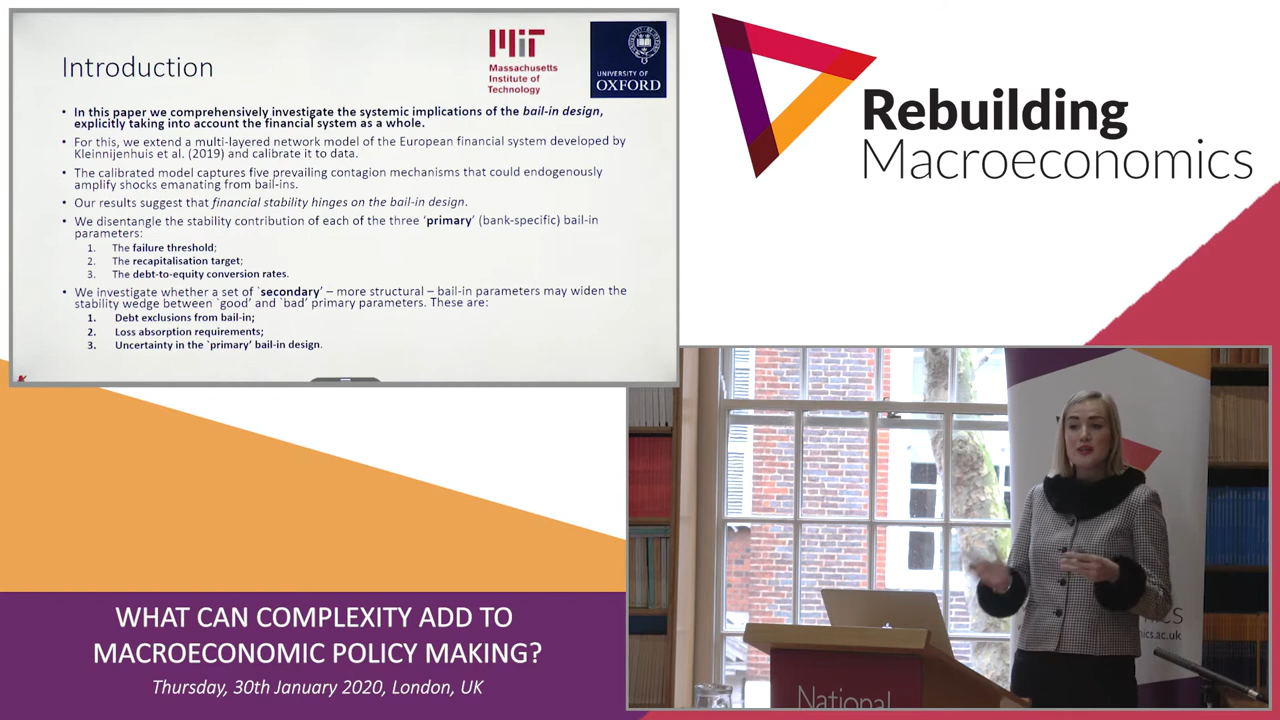 Introduction
MIT
Massachusetts
Institute of
Technology
UNIVERSITY OF
OXFORD
• In this paper we comprehensively investigate the systemic implications of the bail-in design,
explicitly taking into account the financial system as a whole.
• For this, we extend a multi-layered network model of the European financial system developed by
Kleinnijenhuis et al. (2019) and calibrate it to data.
• The calibrated model captures five prevailing contagion mechanisms that could endogenously
amplify shocks emanating from bail-ins.
• Our results suggest that financial stability hinges on the bail-in design.
• We disentangle the stability contribution of each of the three ‘primary’ (bank-specific) bail-in
parameters:
1. The failure threshold;
2. The recapitalisation target;
3. The debt-to-equity conversion rates.
• We investigate whether a set of `secondary’ – more structural – bail-in parameters may widen the
stability wedge between `good’ and `bad’ primary parameters. These are:
1. Debt exclusions from bail-in;
2. Loss absorption requirements;
3. Uncertainty in the `primary’ bail-in design.
Rebuilding
Macroeconomics
WHAT CAN COMPLEXITY ADD TO
MACROECONOMIC POLICY MAKING?
Thursday, 30th January 2020, London, UK
National
ics
mics.ac.uk